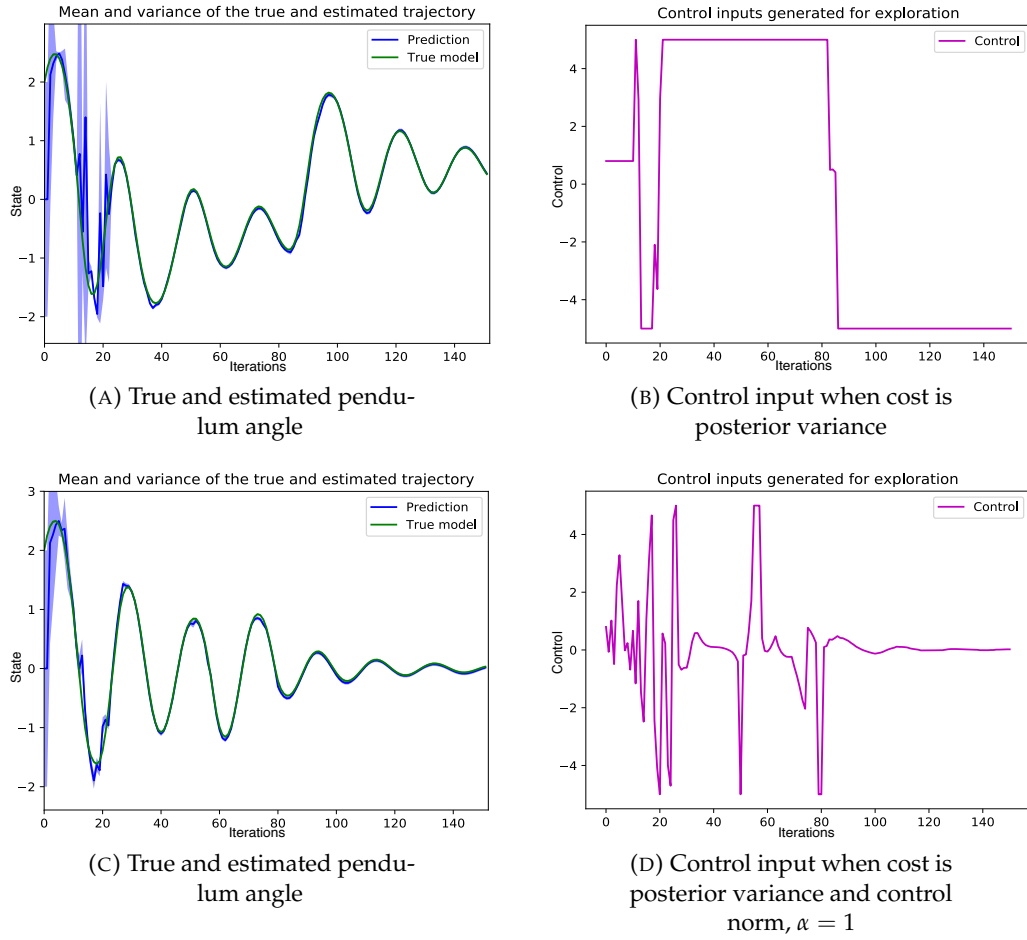 Mean and variance of the true and estimated trajectory
Prediction
True model
State
2
1
0
−1
−2
0 20 40 60 80 100 120 140
Iterations
(A) True and estimated pendu-
lum angle
Control inputs generated for exploration
Control
Control
4
2
0
−2
−4
0 20 40 60 80 100 120 140
Iterations
(B) Control input when cost is
posterior variance
Mean and variance of the true and estimated trajectory
Prediction
True model
State
3
2
1
0
−1
−2
0 20 40 60 80 100 120 140
Iterations
(C) True and estimated pendu-
lum angle
Control inputs generated for exploration
Control
Control
4
2
0
−2
−4
0 20 40 60 80 100 120 140
Iterations
(D) Control input when cost is
posterior variance and control
norm, α = 1